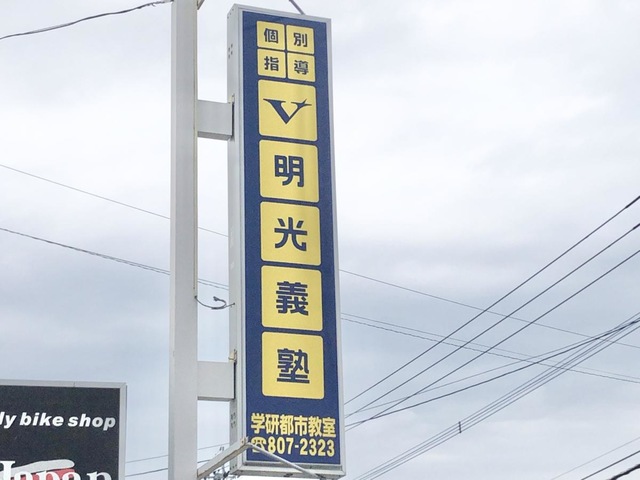 個別
指導
明
光
義
塾
学研都市教室
☎807-2323
ly bike shop
Japan